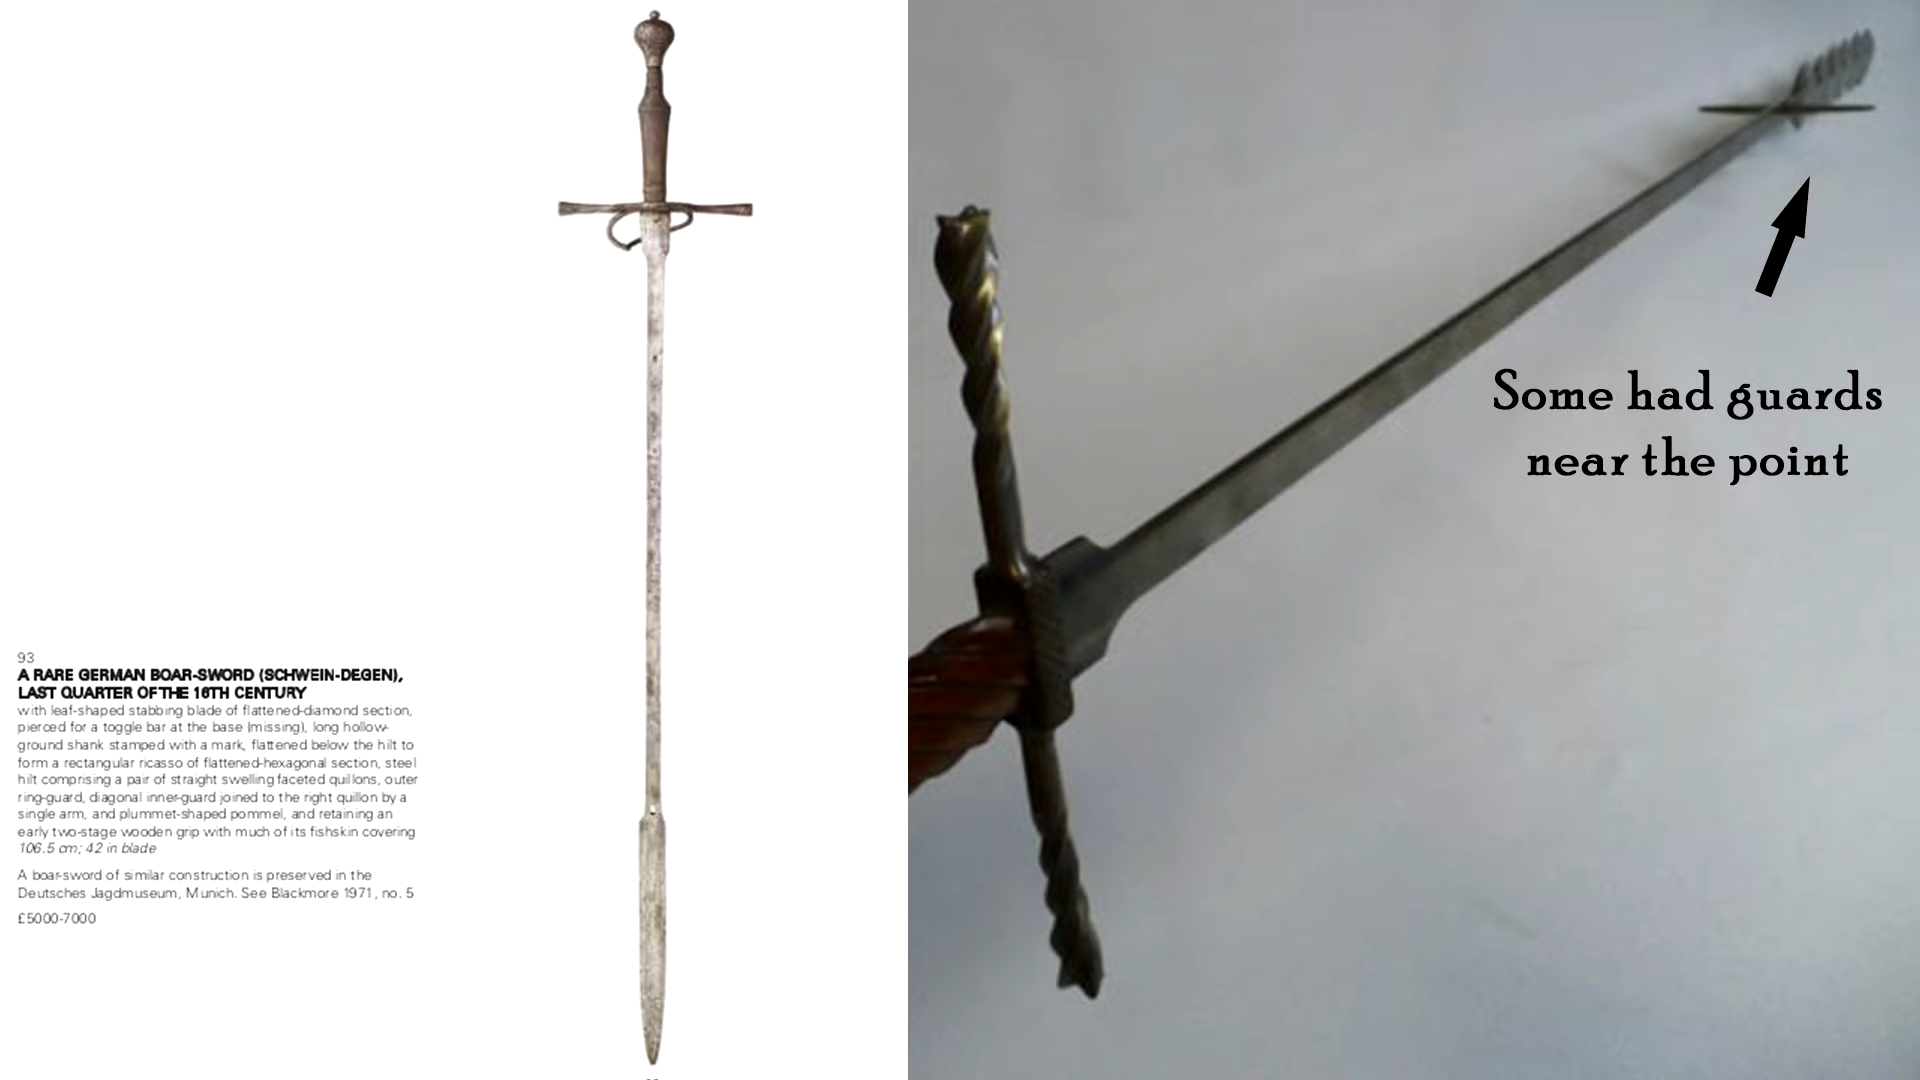 93
A RARE GERMAN BOAR-SWORD (SCHWEIN-DEGEN),
LAST QUARTER OF THE 16TH CENTURY
with leaf-shaped stabbing blade of flattened-diamond section,
pierced for a toggle bar at the base (missing), long hollow-
ground shank stamped with a mark, flattened below the hilt to
form a rectangular ricasso of flattened-hexagonal section, steel
hilt comprising a pair of straight swelling faceted quillons, outer
ring-guard, diagonal inner-guard joined to the right quillon by a
single arm, and plummet-shaped pommel, and retaining an
early two-stage wooden grip with much of its fishskin covering
106.5 cm; 42 in blade
A boar-sword of similar construction is preserved in the
Deutsches Jagdmuseum, Munich. See Blackmore 1971, no. 5
£5000-7000
Some had guards
near the point